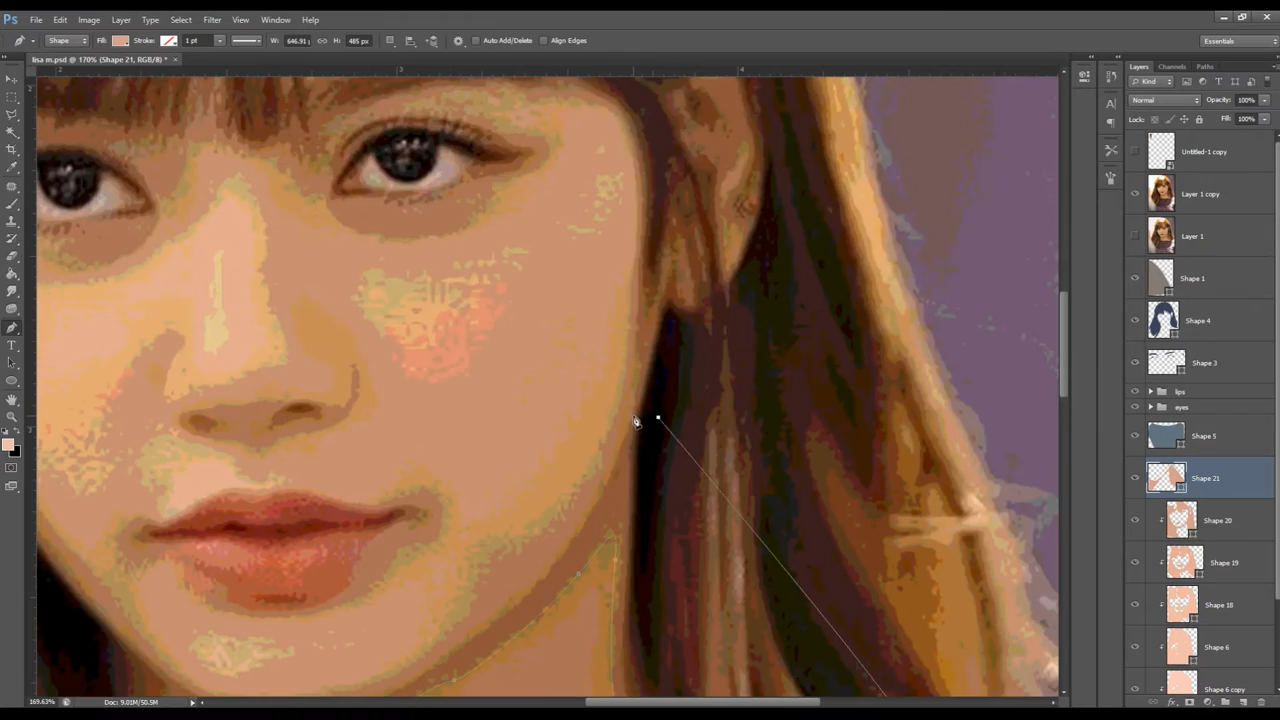 Ps File Edit Image Layer Type Select Filter View Window Help
Shape Fill: Stroke: 1 pt W: 646.91 H: 485 px Auto Add/Delete Align Edges Essentials
lisa m.psd @ 170% (Shape 21, RGB/8) * ×
2 3 4
Layers Channels Paths
Kind
Normal Opacity: 100%
Lock: Fill: 100%
Untitled-1 copy
Layer 1 copy
Layer 1
Shape 1
Shape 4
Shape 3
lips
eyes
Shape 5
Shape 21
Shape 20
Shape 19
Shape 18
Shape 6
Shape 6 copy
169.63% Doc: 9.01M/50.5M